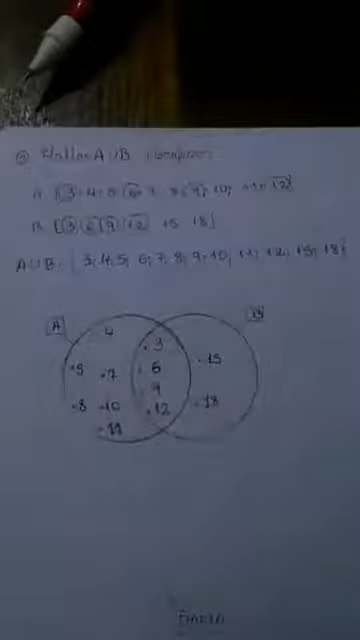 Hallar A ∪ B
A: {3; 4; 5; 6; 7; 8; 9; 10; 11; 12}
B: {3; 6; 9; 12; 15; 18}
A∪B: {3; 4; 5; 6; 7; 8; 9; 10; 11; 12; 15; 18}
A B
4
3
5 7 6 15
9
8 10 12 18
11